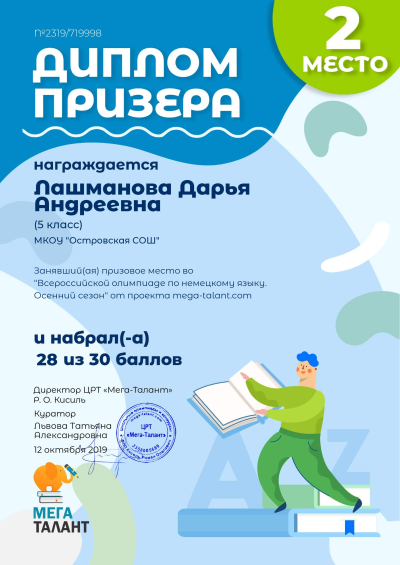 №2319/719998
2
МЕСТО
ДИПЛОМ
ПРИЗЕРА
награждается
Лашманова Дарья
Андреевна
(5 класс)
МКОУ "Островская СОШ"
Занявший(ая) призовое место во
"Всероссийской олимпиаде по немецкому языку.
Осенний сезон" от проекта mega-talant.com
и набрал(-а)
28 из 30 баллов
Директор ЦРТ «Мега-Талант»
Р. О. Кисиль
Куратор
Львова Татьяна
Александровна
12 октября 2019
ЦРТ
«Мега-Талант»
МЕГА
ТАЛАНТ
A
Z